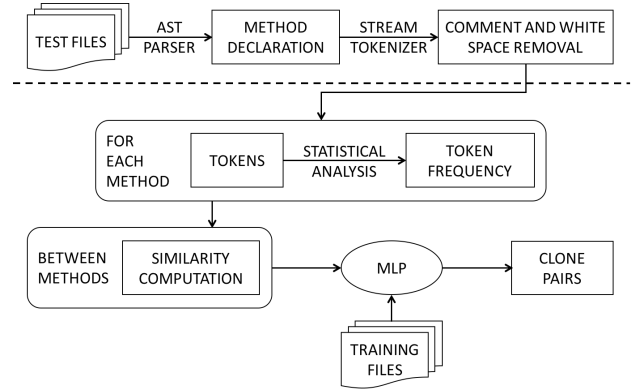 TEST FILES
AST
PARSER
METHOD
DECLARATION
STREAM
TOKENIZER
COMMENT AND WHITE
SPACE REMOVAL
FOR
EACH
METHOD
TOKENS
STATISTICAL
ANALYSIS
TOKEN
FREQUENCY
BETWEEN
METHODS
SIMILARITY
COMPUTATION
MLP
CLONE
PAIRS
TRAINING
FILES